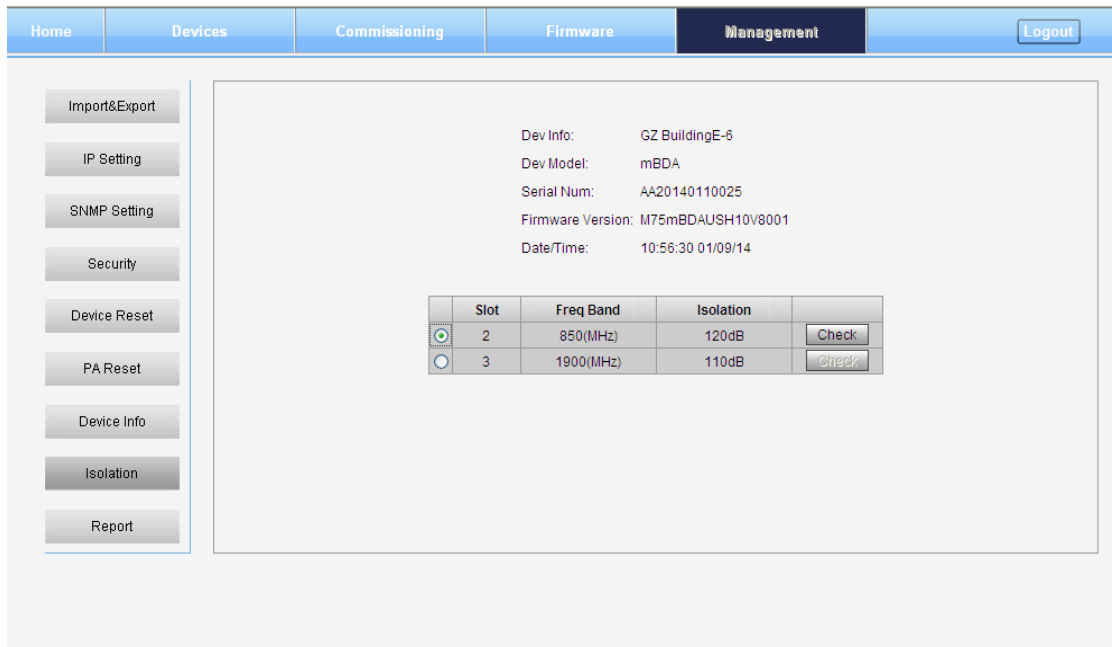 Home Devices Commissioning Firmware Management Logout
Import&Export
IP Setting
SNMP Setting
Security
Device Reset
PA Reset
Device Info
Isolation
Report
Dev Info: GZ BuildingE-6
Dev Model: mBDA
Serial Num: AA20140110025
Firmware Version: M75mBDAUSH10V8001
Date/Time: 10:56:30 01/09/14
Slot Freq Band Isolation
2 850(MHz) 120dB Check
3 1900(MHz) 110dB Check